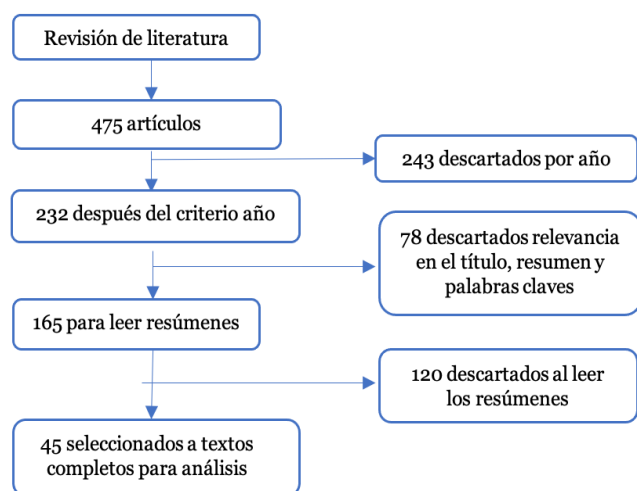 Revisión de literatura
475 artículos
243 descartados por año
232 después del criterio año
78 descartados relevancia
en el título, resumen y
palabras claves
165 para leer resúmenes
120 descartados al leer
los resúmenes
45 seleccionados a textos
completos para análisis